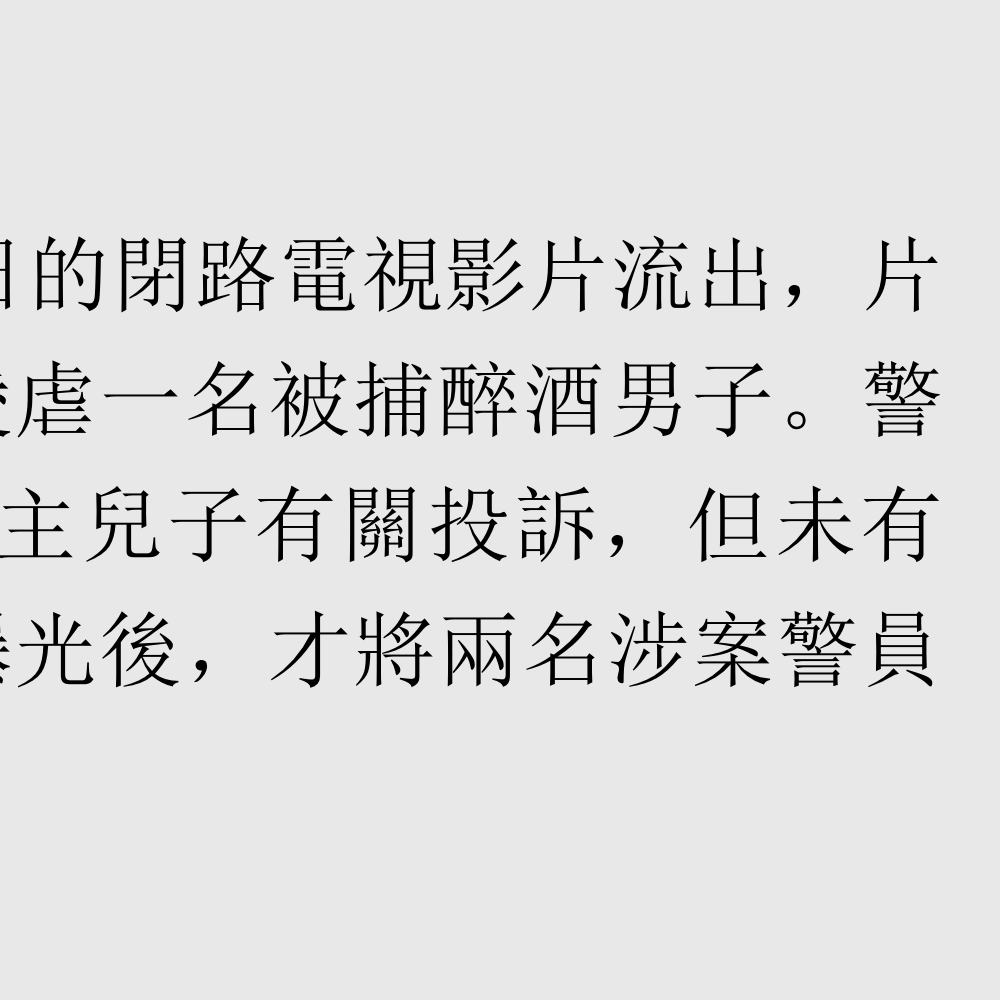 的閉路電視影片流出，片
虐一名被捕醉酒男子。警
主兒子有關投訴，但未有
光後，才將兩名涉案警員